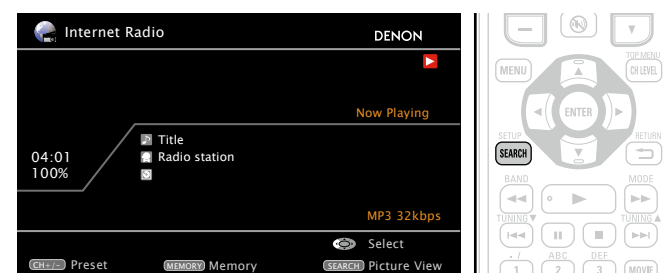 Internet Radio
DENON
Now Playing
Title
04:01
Radio station
100%
MP3 32kbps
Select
CH+/- Preset
MEMORY Memory
SEARCH Picture View
TOP MENU
MENU
CH LEVEL
ENTER
SETUP
RETURN
SEARCH
BAND
MODE
TUNING ▼
TUNING ▲
. /
ABC
DEF
1
2
3
MOVIE